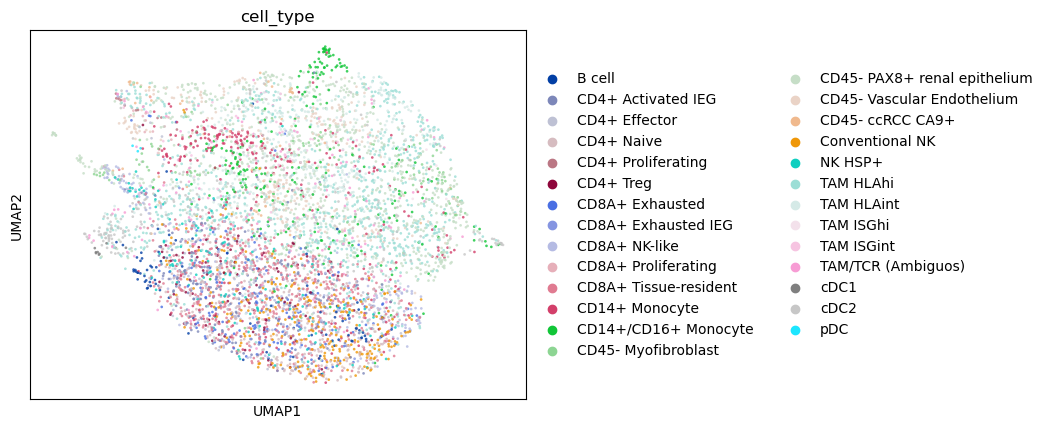 cell_type
UMAP2
UMAP1
B cell
CD4+ Activated IEG
CD4+ Effector
CD4+ Naive
CD4+ Proliferating
CD4+ Treg
CD8A+ Exhausted
CD8A+ Exhausted IEG
CD8A+ NK-like
CD8A+ Proliferating
CD8A+ Tissue-resident
CD14+ Monocyte
CD14+/CD16+ Monocyte
CD45- Myofibroblast
CD45- PAX8+ renal epithelium
CD45- Vascular Endothelium
CD45- ccRCC CA9+
Conventional NK
NK HSP+
TAM HLAhi
TAM HLAint
TAM ISGhi
TAM ISGint
TAM/TCR (Ambiguos)
cDC1
cDC2
pDC